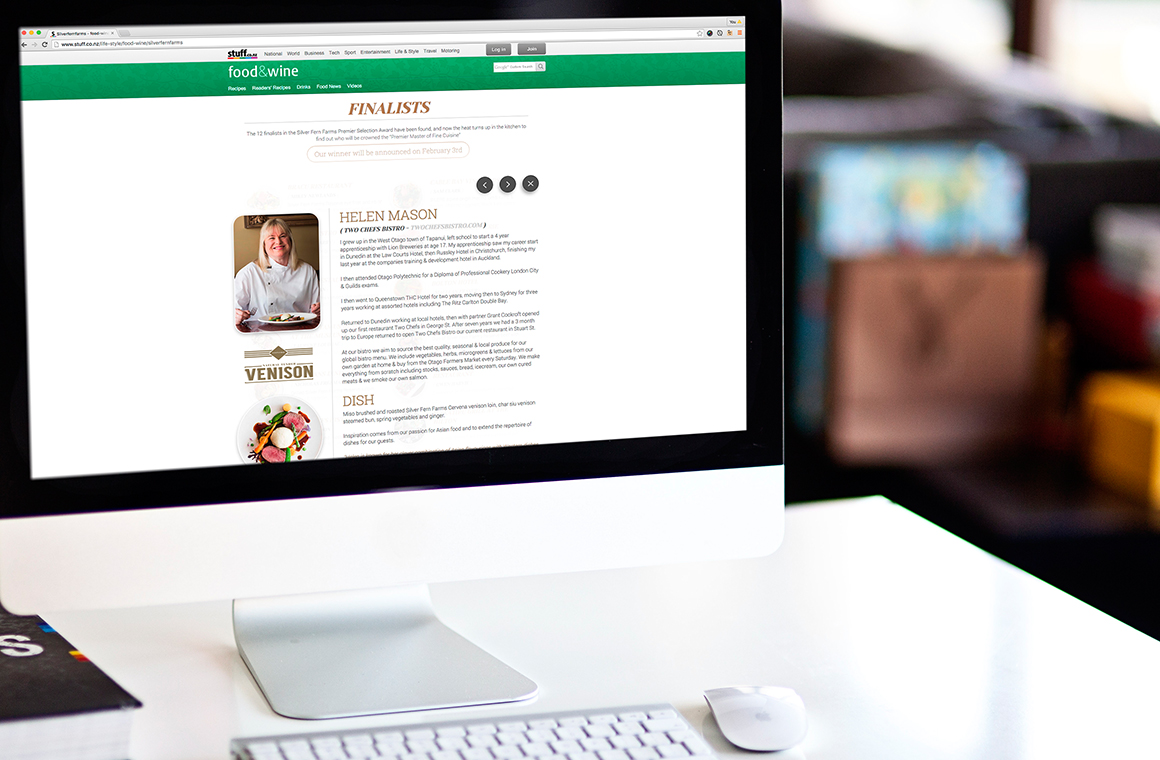 Silverfernfarms - food-win
You
www.stuff.co.nz/life-style/food-wine/silverfernfarms
stuff.co.nz National World Business Tech Sport Entertainment Life & Style Travel Motoring Log in Join
food&wine
Google Custom Search
Recipes Readers' Recipes Drinks Food News Videos
FINALISTS
The 12 finalists in the Silver Fern Farms Premier Selection Award have been found, and now the heat turns up in the kitchen to
find out who will be crowned the "Premier Master of Fine Cuisine"
Our winner will be announced on February 3rd
HELEN MASON
( TWO CHEFS BISTRO - TWOCHEFSBISTRO.COM )
I grew up in the West Otago town of Tapanui, left school to start a 4 year
apprenticeship with Lion Breweries at age 17. My apprenticeship saw my career start
in Dunedin at the Law Courts Hotel, then Russley Hotel in Christchurch, finishing my
last year at the companies training & development hotel in Auckland.
I then attended Otago Polytechnic for a Diploma of Professional Cookery London City
& Guilds exams.
I then went to Queenstown THC Hotel for two years, moving then to Sydney for three
years working at assorted hotels including The Ritz Carlton Double Bay.
Returned to Dunedin working at local hotels, then with partner Grant Cockroft opened
up our first restaurant Two Chefs in George St. After seven years we had a 3 month
trip to Europe returned to open Two Chefs Bistro our current restaurant in Stuart St.
At our bistro we aim to source the best quality, seasonal & local produce for our
global bistro menu. We include vegetables, herbs, microgreens & lettuces from our
own garden at home & buy from the Otago Farmers Market every Saturday. We make
everything from scratch including stocks, sauces, bread, icecream, our own cured
meats & we smoke our own salmon.
VENISON
DISH
Miso brushed and roasted Silver Fern Farms Cervena venison loin, char siu venison
steamed bun, spring vegetables and ginger.
Inspiration comes from our passion for Asian food and to extend the repertoire of
dishes for our guests.